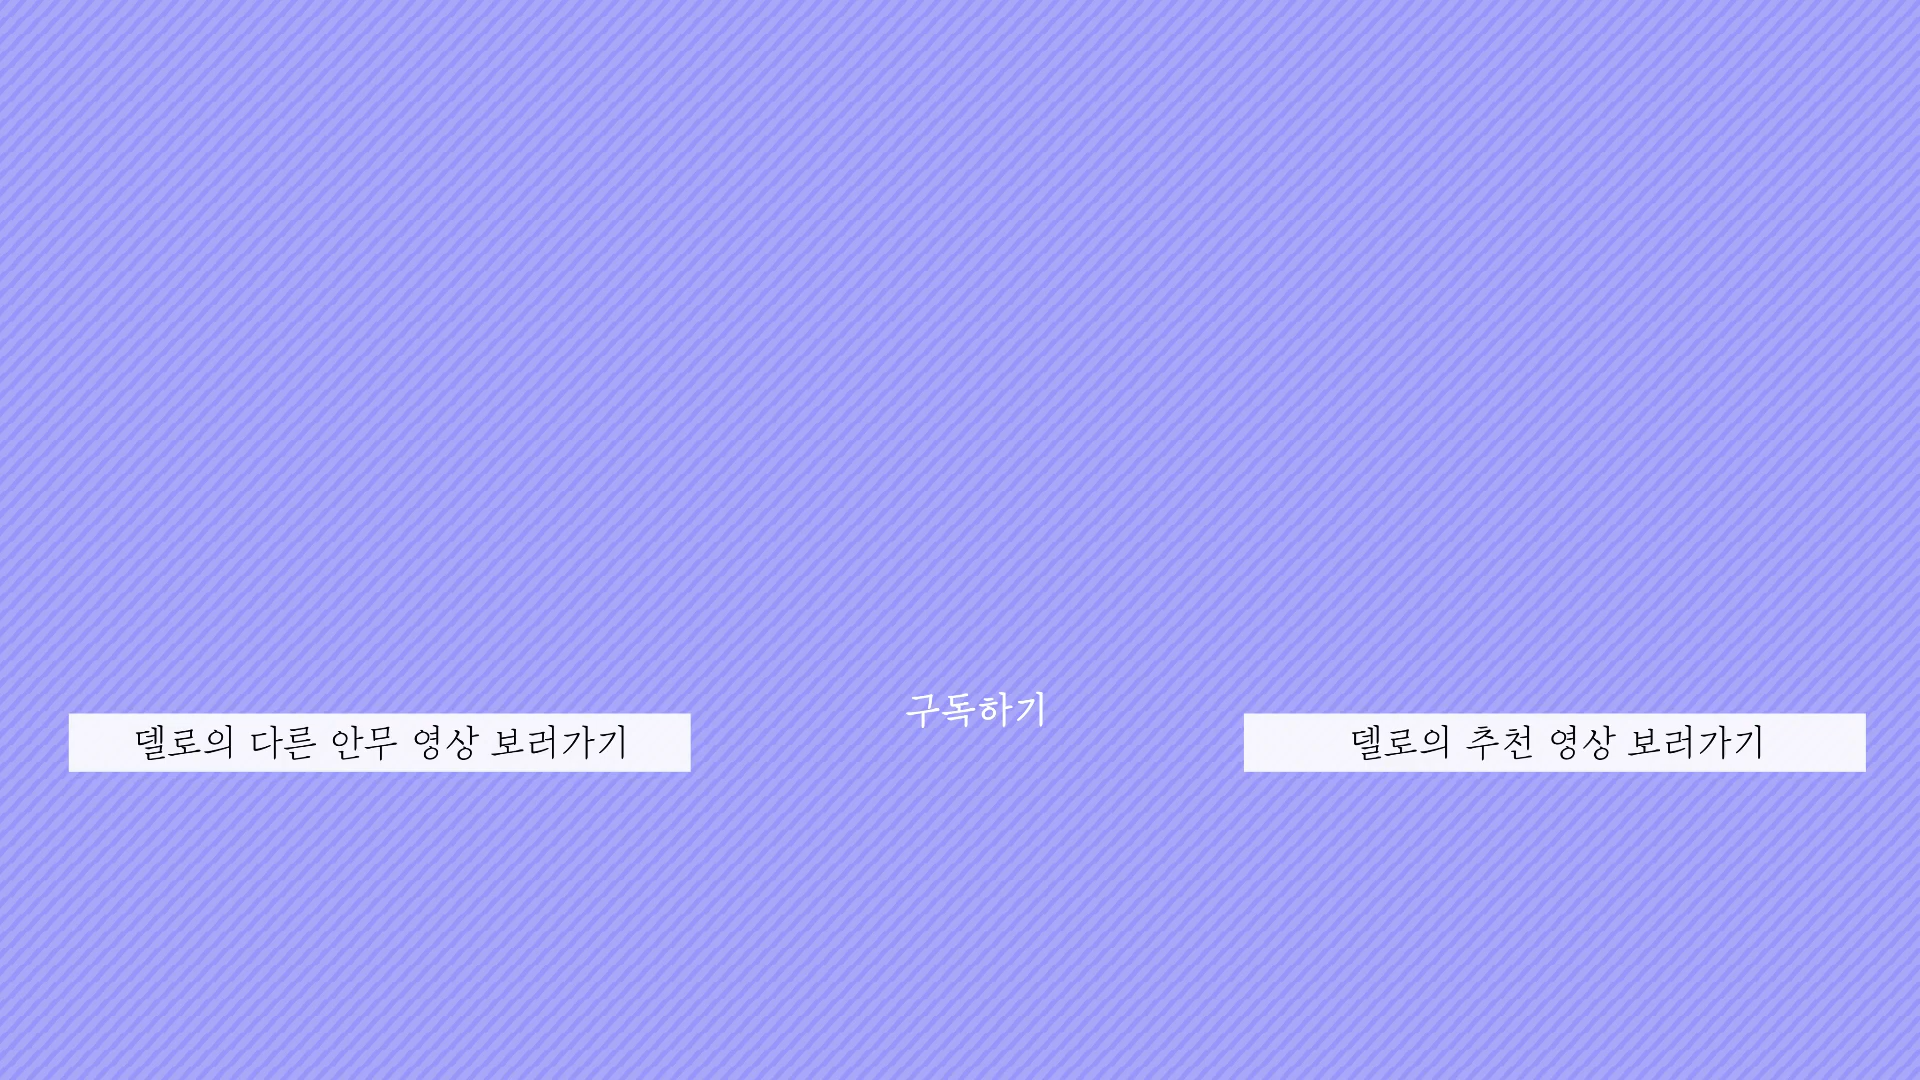 델로의 다른 안무 영상 보러가기
구독하기
델로의 추천 영상 보러가기